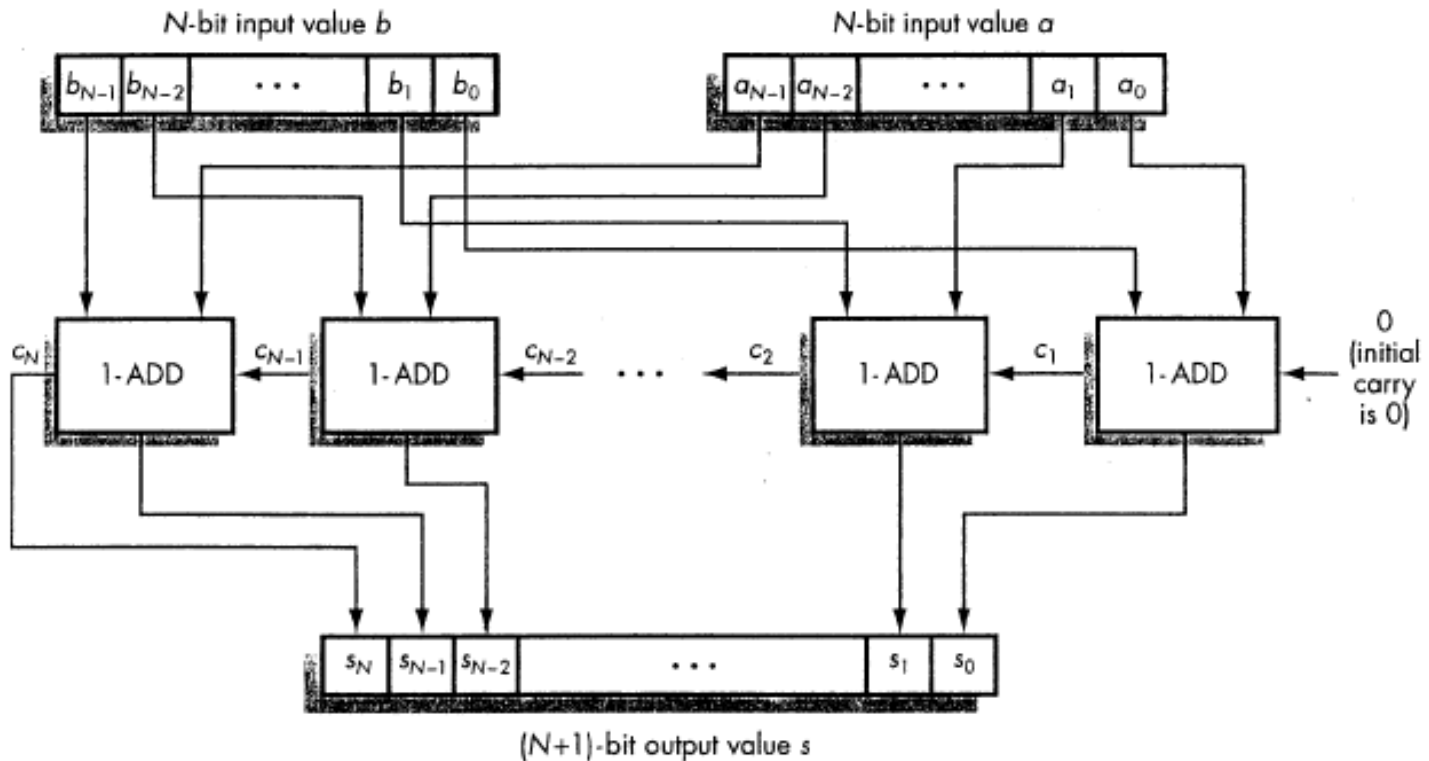 N-bit input value b
N-bit input value a
b_{N-1} b_{N-2} ... b_1 b_0
a_{N-1} a_{N-2} ... a_1 a_0
c_N 1-ADD c_{N-1} 1-ADD c_{N-2} ... c_2 1-ADD c_1 1-ADD
0
(initial
carry
is 0)
s_N s_{N-1} s_{N-2} ... s_1 s_0
(N+1)-bit output value s